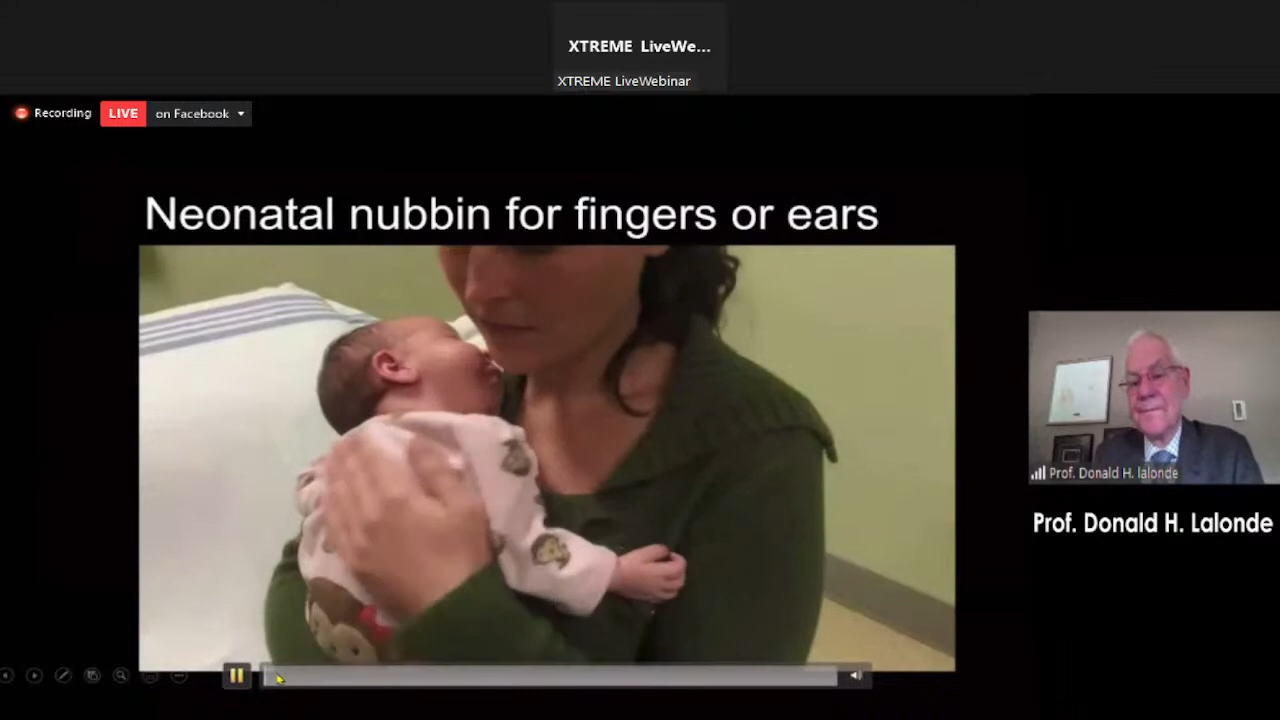 XTREME LiveWe...
XTREME LiveWebinar
Recording
LIVE
on Facebook
Neonatal nubbin for fingers or ears
Prof. Donald H. lalonde
Prof. Donald H. Lalonde